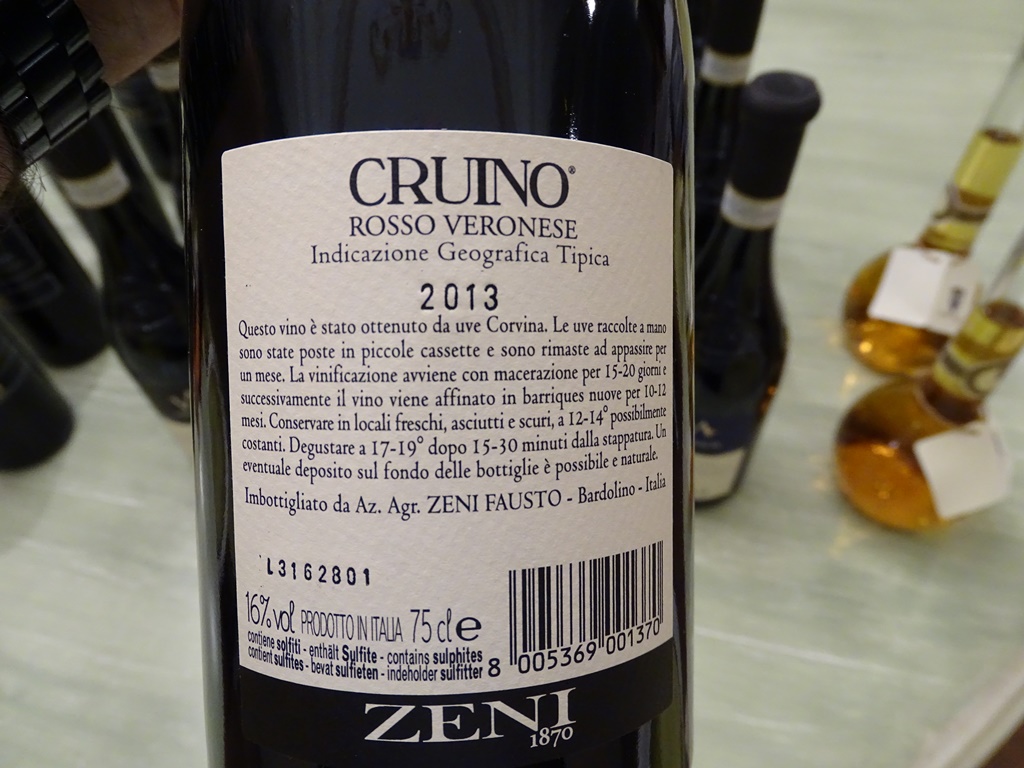 CRUINO®
ROSSO VERONESE
Indicazione Geografica Tipica
2013
Questo vino è stato ottenuto da uve Corvina. Le uve raccolte a mano
sono state poste in piccole cassette e sono rimaste ad appassire per
un mese. La vinificazione avviene con macerazione per 15-20 giorni e
successivamente il vino viene affinato in barriques nuove per 10-12
mesi. Conservare in locali freschi, asciutti e scuri, a 12-14° possibilmente
costanti. Degustare a 17-19° dopo 15-30 minuti dalla stappatura. Un
eventuale deposito sul fondo delle bottiglie è possibile e naturale.
Imbottigliato da Az. Agr. ZENI FAUSTO - Bardolino - Italia
L3162801
16% vol PRODOTTO IN ITALIA 75 cl e
contiene solfiti - enthält Sulfite - contains sulphites
contient sulfites - bevat sulfieten - indeholder sulfitter
8 005369 001370
ZENI
1870